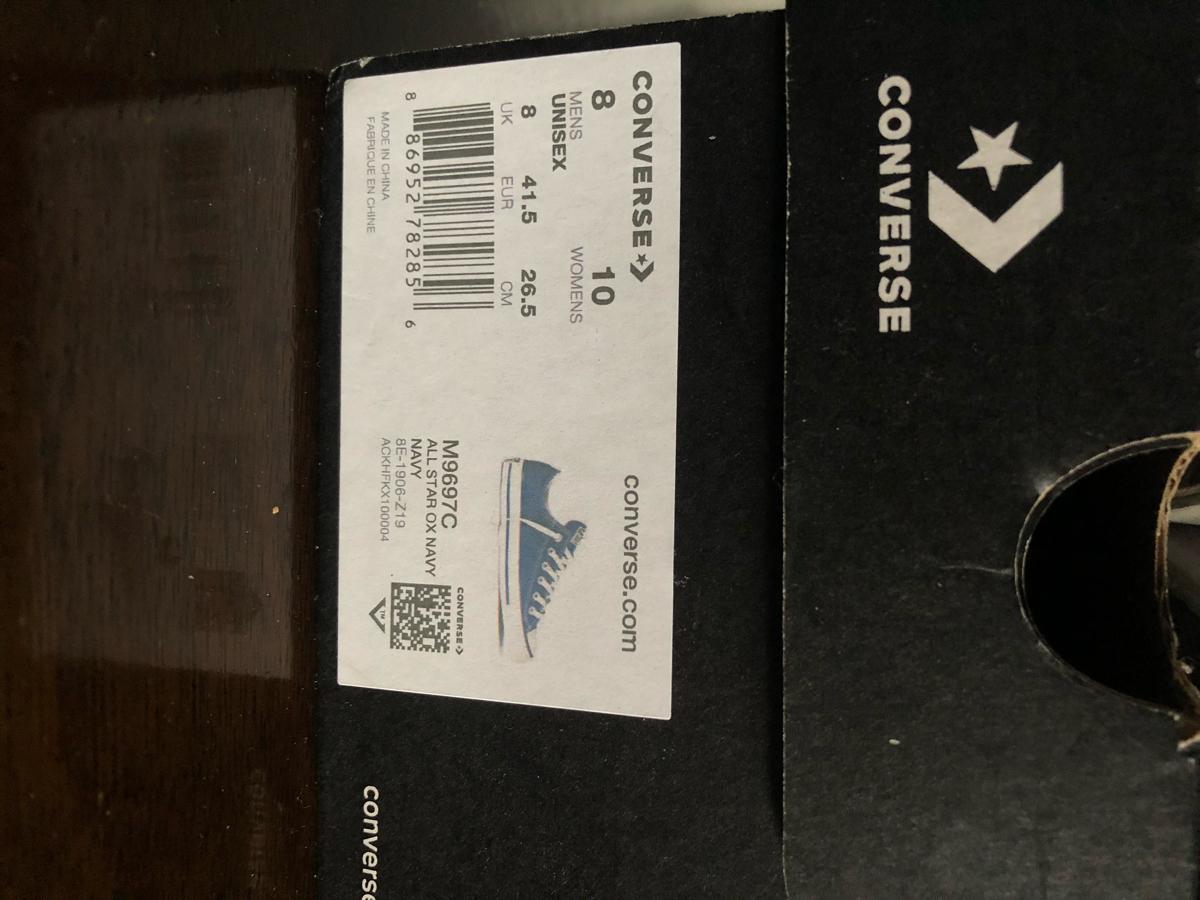 CONVERSE
CONVERSE
converse.com
8 10
MENS WOMENS
UNISEX
8 41.5 26.5
UK EUR CM
8 86952 78285 6
MADE IN CHINA
FABRIQUE EN CHINE
M9697C
ALL STAR OX NAVY
NAVY
8E-1906-Z19
ACKHFKX100004
CONVERSE
TM
converse